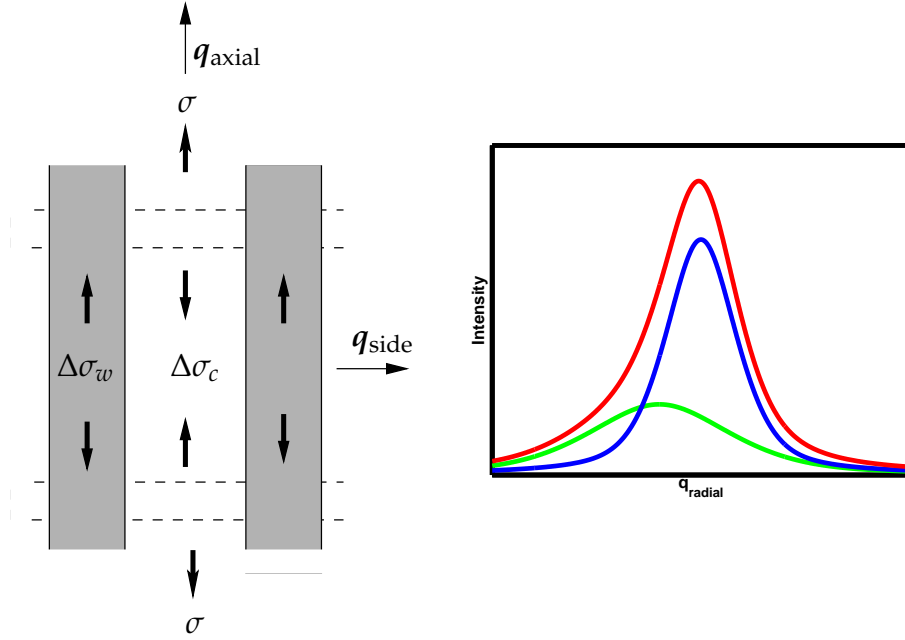 q_axial
σ
Δσ_w
Δσ_c
q_side
σ
Intensity
q_radial